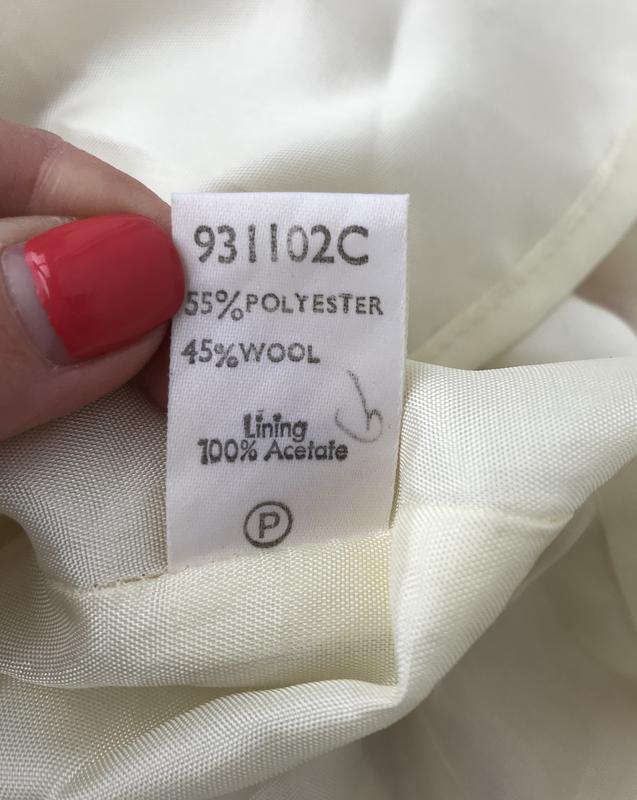 931102C
55% POLYESTER
45% WOOL
Lining
100% Acetate
P